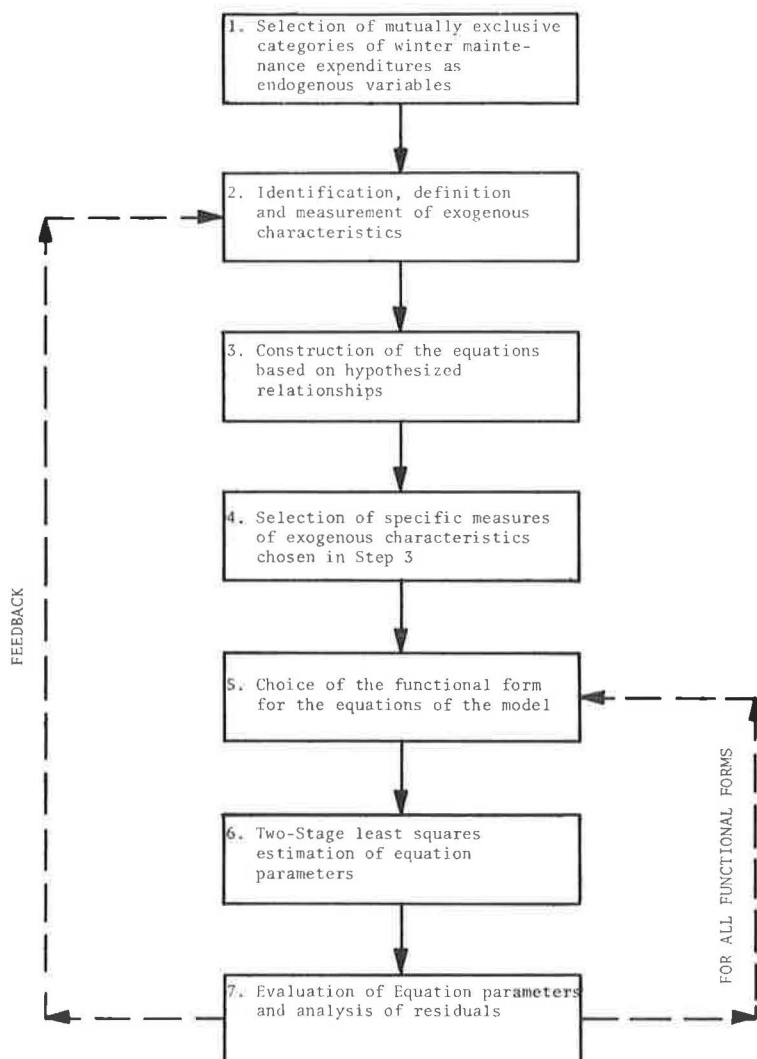 1. Selection of mutually exclusive
categories of winter mainte-
nance expenditures as
endogenous variables
2. Identification, definition
and measurement of exogenous
characteristics
3. Construction of the equations
based on hypothesized
relationships
4. Selection of specific measures
of exogenous characteristics
chosen in Step 3
FEEDBACK
5. Choice of the functional form
for the equations of the model
FOR ALL FUNCTIONAL FORMS
6. Two-Stage least squares
estimation of equation
parameters
7. Evaluation of Equation parameters
and analysis of residuals